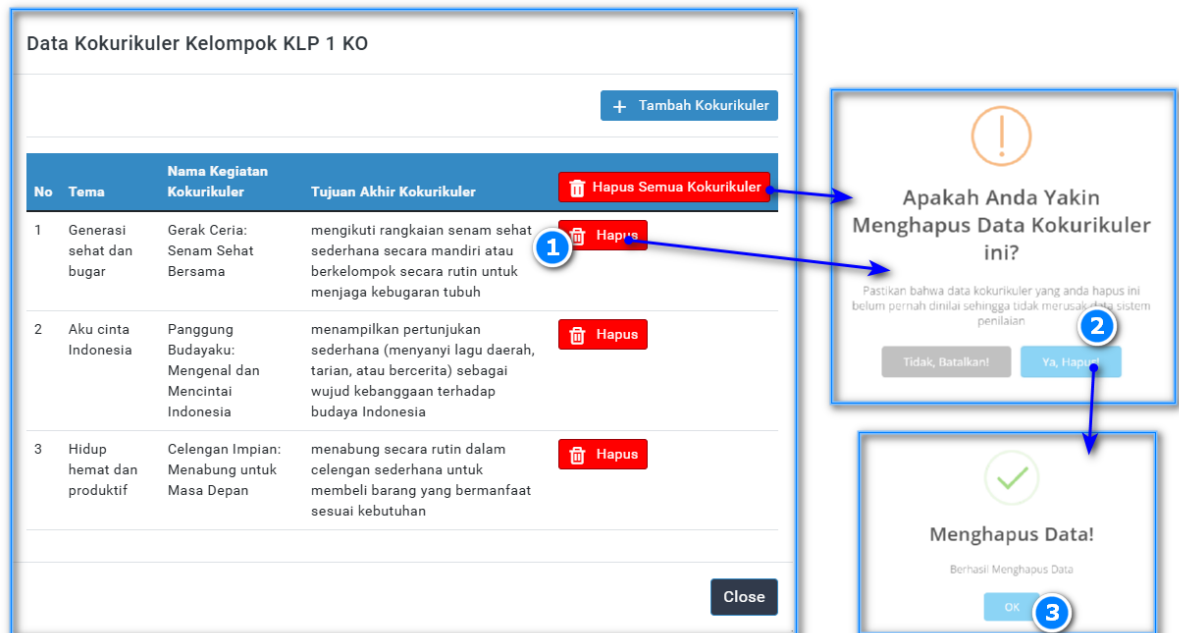 Data Kokurikuler Kelompok KLP 1 KO
+ Tambah Kokurikuler
No Tema Nama Kegiatan Kokurikuler Tujuan Akhir Kokurikuler Hapus Semua Kokurikuler
1 Generasi Gerak Ceria: mengikuti rangkaian senam sehat Hapus
sehat dan Senam Sehat sederhana secara mandiri atau
bugar Bersama berkelompok secara rutin untuk
menjaga kebugaran tubuh
1
2 Aku cinta Panggung menampilkan pertunjukan Hapus
Indonesia Budayaku: sederhana (menyanyi lagu daerah,
Mengenal dan tarian, atau bercerita) sebagai
Mencintai wujud kebanggaan terhadap
Indonesia budaya Indonesia
3 Hidup Celengan Impian: menabung secara rutin dalam Hapus
hemat dan Menabung untuk celengan sederhana untuk
produktif Masa Depan membeli barang yang bermanfaat
sesuai kebutuhan
Close
Apakah Anda Yakin
Menghapus Data Kokurikuler
ini?
Pastikan bahwa data kokurikuler yang anda hapus ini
belum pernah dinilai sehingga tidak merusak data sistem
penilaian
2
Tidak, Batalkan! Ya, Hapus!
Menghapus Data!
Berhasil Menghapus Data
OK
3